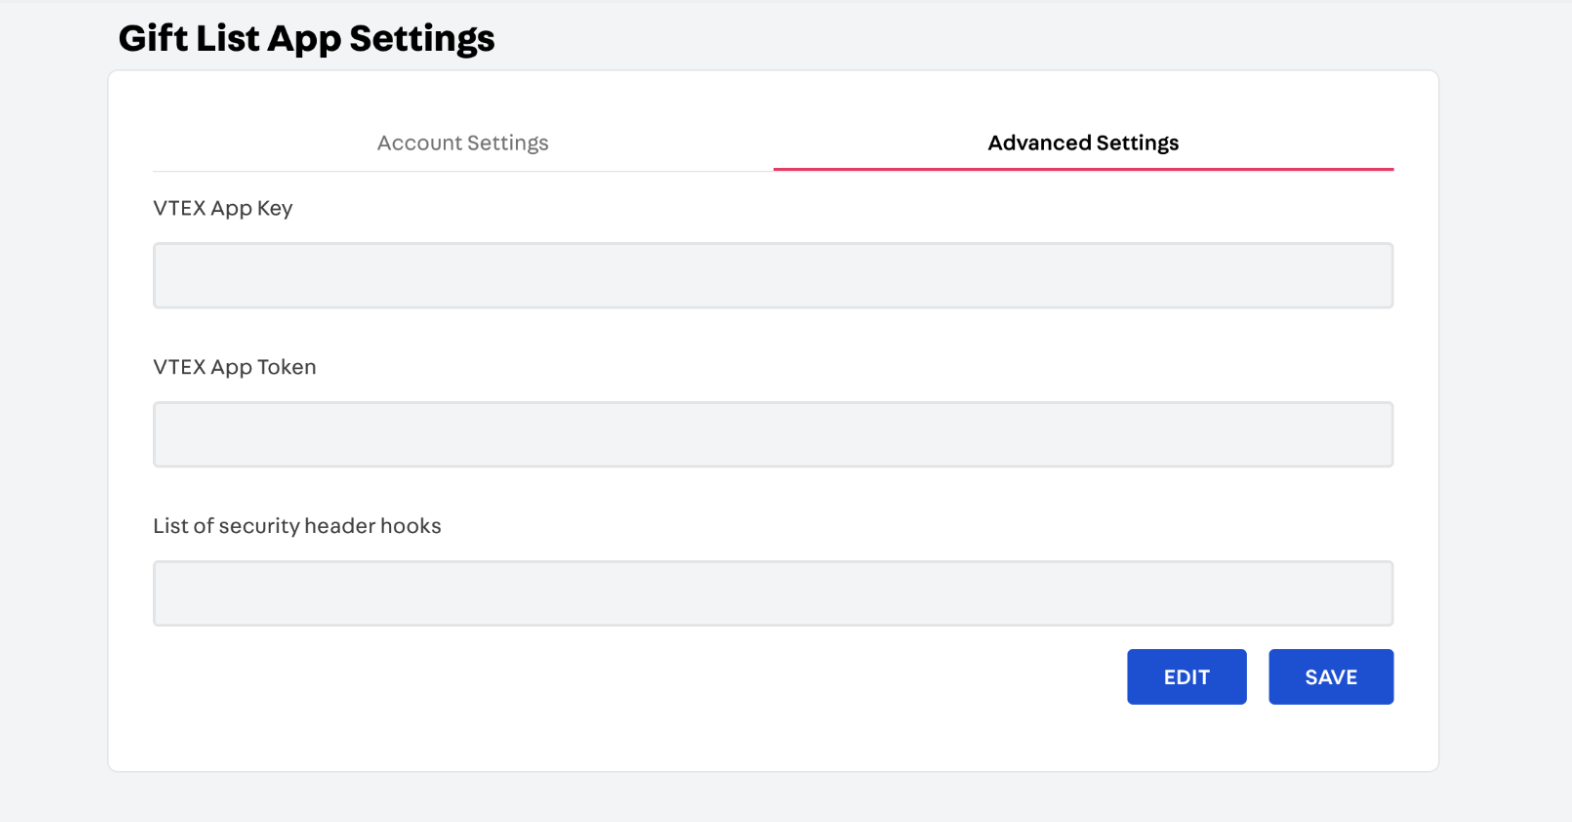 Gift List App Settings
Account Settings
Advanced Settings
VTEX App Key
VTEX App Token
List of security header hooks
EDIT
SAVE